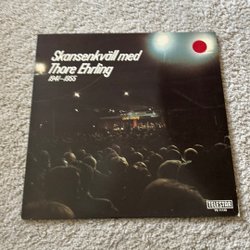 Skansenkväll med
Thore Ehrling
1941-1955
TELESTAR